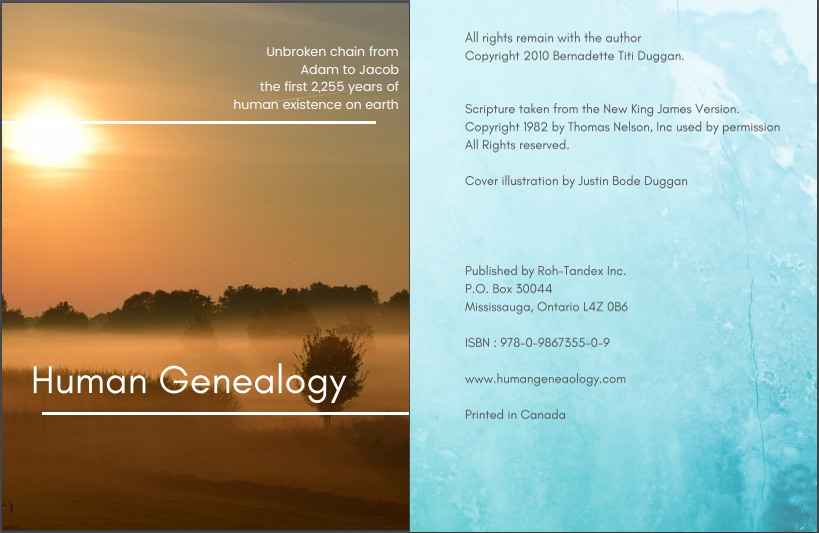 Unbroken chain from
Adam to Jacob
the first 2,255 years of
human existence on earth
Human Genealogy
All rights remain with the author
Copyright 2010 Bernadette Titi Duggan.
Scripture taken from the New King James Version.
Copyright 1982 by Thomas Nelson, Inc used by permission
All Rights reserved.
Cover illustration by Justin Bode Duggan
Published by Roh-Tandex Inc.
P.O. Box 30044
Mississauga, Ontario L4Z 0B6
ISBN : 978-0-9867355-0-9
www.humangeneaology.com
Printed in Canada